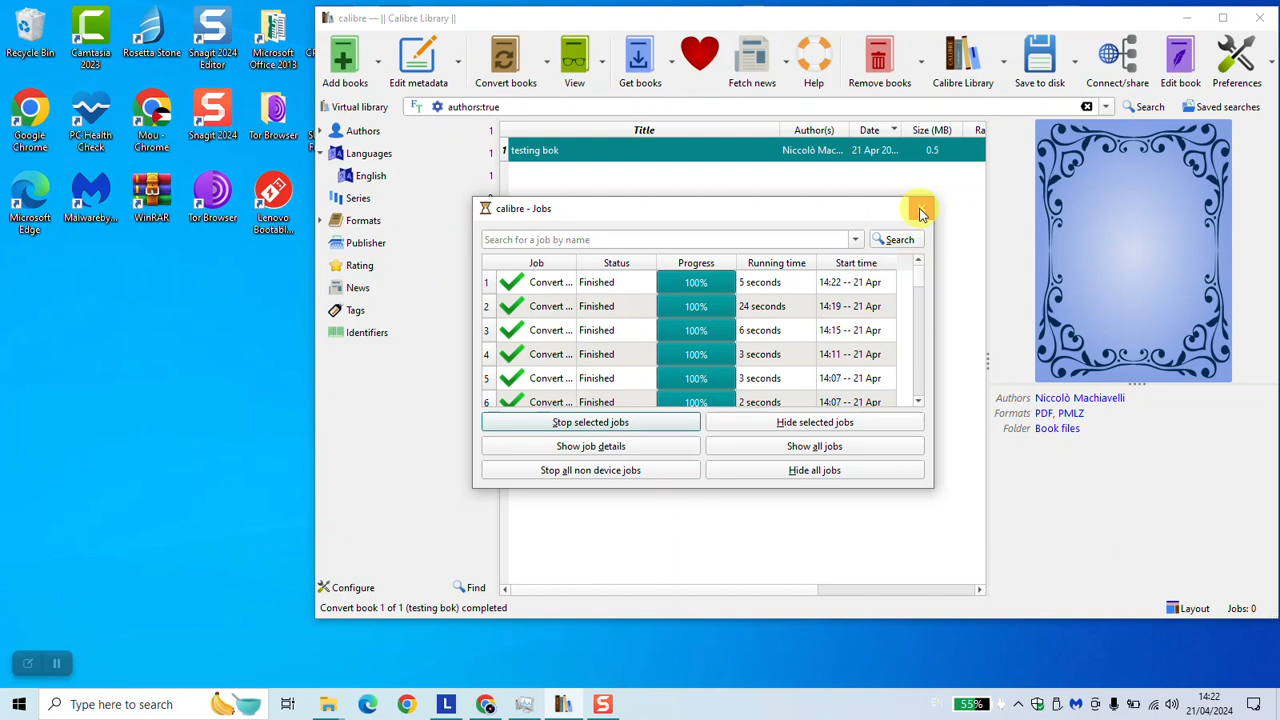 Recycle Bin
Camtasia 2023
Rosetta Stone
Snagit 2024 Editor
Microsoft Office 2013
Google Chrome
PC Health Check
Mou - Chrome
Snagit 2024
Tor Browser
Microsoft Edge
Malwareby...
WinRAR
Tor Browser
Lenovo Bootabl...
calibre — || Calibre Library ||
Add books
Edit metadata
Convert books
View
Get books
Fetch news
Help
Remove books
Calibre Library
Save to disk
Connect/share
Edit book
Preferences
Virtual library
authors:true
Search
Saved searches
Authors 1
Languages 1
English 1
Series
Formats
Publisher
Rating
News
Tags
Identifiers
Title Author(s) Date Size (MB) Ra
1 testing bok Niccolò Mac... 21 Apr 20... 0.5
calibre - Jobs
Search for a job by name
Search
Job Status Progress Running time Start time
1 Convert ... Finished 100% 5 seconds 14:22 -- 21 Apr
2 Convert ... Finished 100% 24 seconds 14:19 -- 21 Apr
3 Convert ... Finished 100% 6 seconds 14:15 -- 21 Apr
4 Convert ... Finished 100% 3 seconds 14:11 -- 21 Apr
5 Convert ... Finished 100% 3 seconds 14:07 -- 21 Apr
6 Convert ... Finished 100% 2 seconds 14:07 -- 21 Apr
Stop selected jobs
Hide selected jobs
Show job details
Show all jobs
Stop all non device jobs
Hide all jobs
Authors Niccolò Machiavelli
Formats PDF, PMLZ
Folder Book files
Configure
Find
Convert book 1 of 1 (testing bok) completed
Layout
Jobs: 0
Type here to search
EN
55%
14:22
21/04/2024